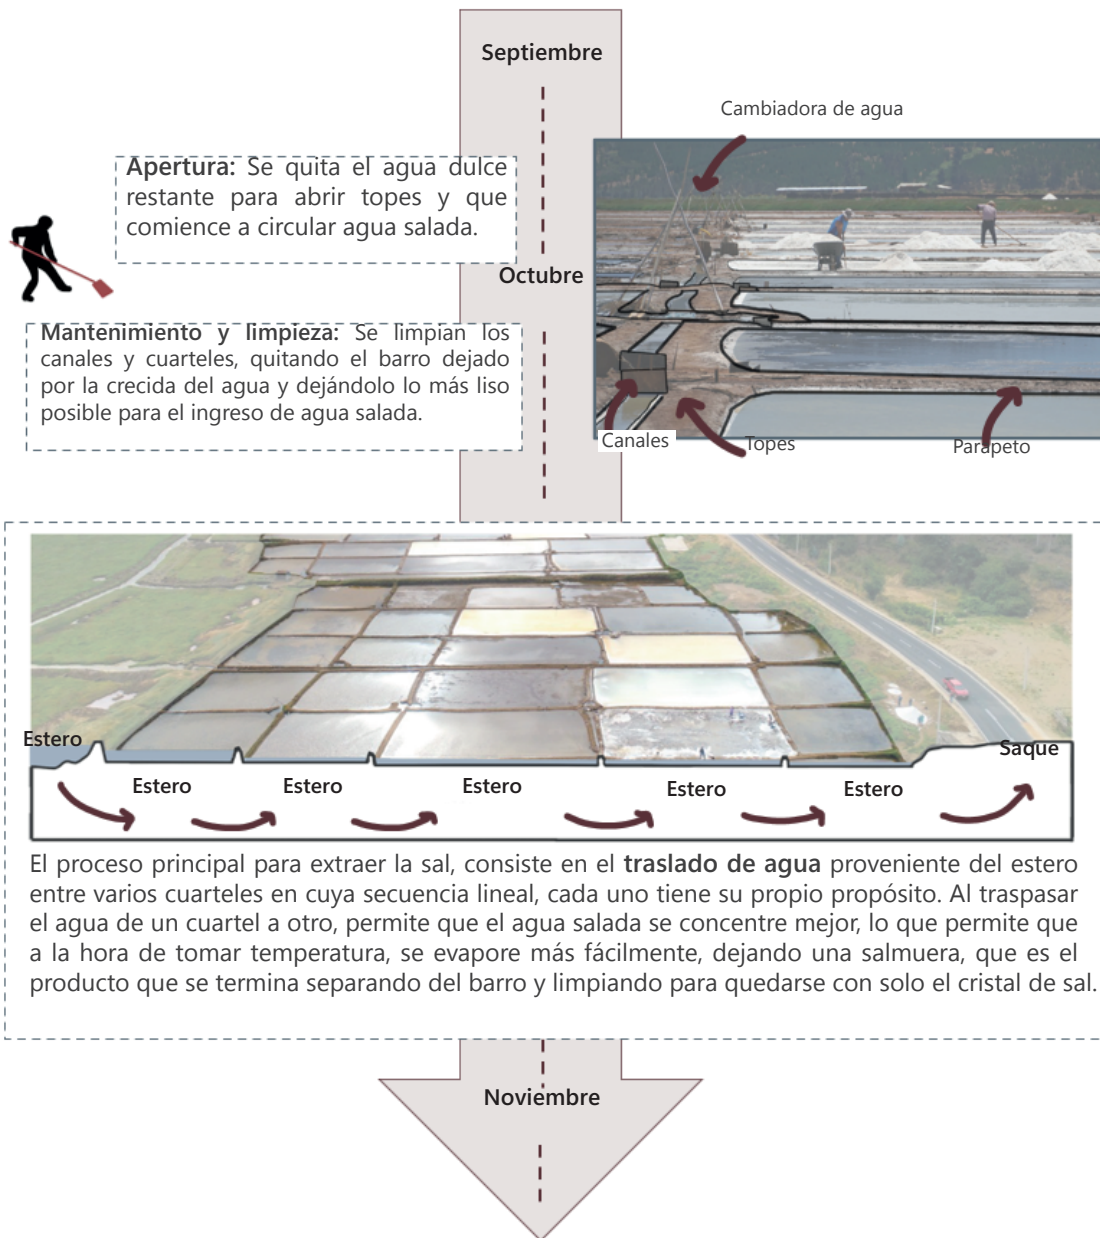 Septiembre
Cambiadora de agua
Apertura: Se quita el agua dulce
restante para abrir topes y que
comience a circular agua salada.
Octubre
Mantenimiento y limpieza: Se limpian los
canales y cuarteles, quitando el barro dejado
por la crecida del agua y dejándolo lo más liso
posible para el ingreso de agua salada.
Canales
Topes
Parapeto
Estero
Saque
Estero
Estero
Estero
Estero
Estero
El proceso principal para extraer la sal, consiste en el traslado de agua proveniente del estero
entre varios cuarteles en cuya secuencia lineal, cada uno tiene su propio propósito. Al traspasar
el agua de un cuartel a otro, permite que el agua salada se concentre mejor, lo que permite que
a la hora de tomar temperatura, se evapore más fácilmente, dejando una salmuera, que es el
producto que se termina separando del barro y limpiando para quedarse con solo el cristal de sal.
Noviembre